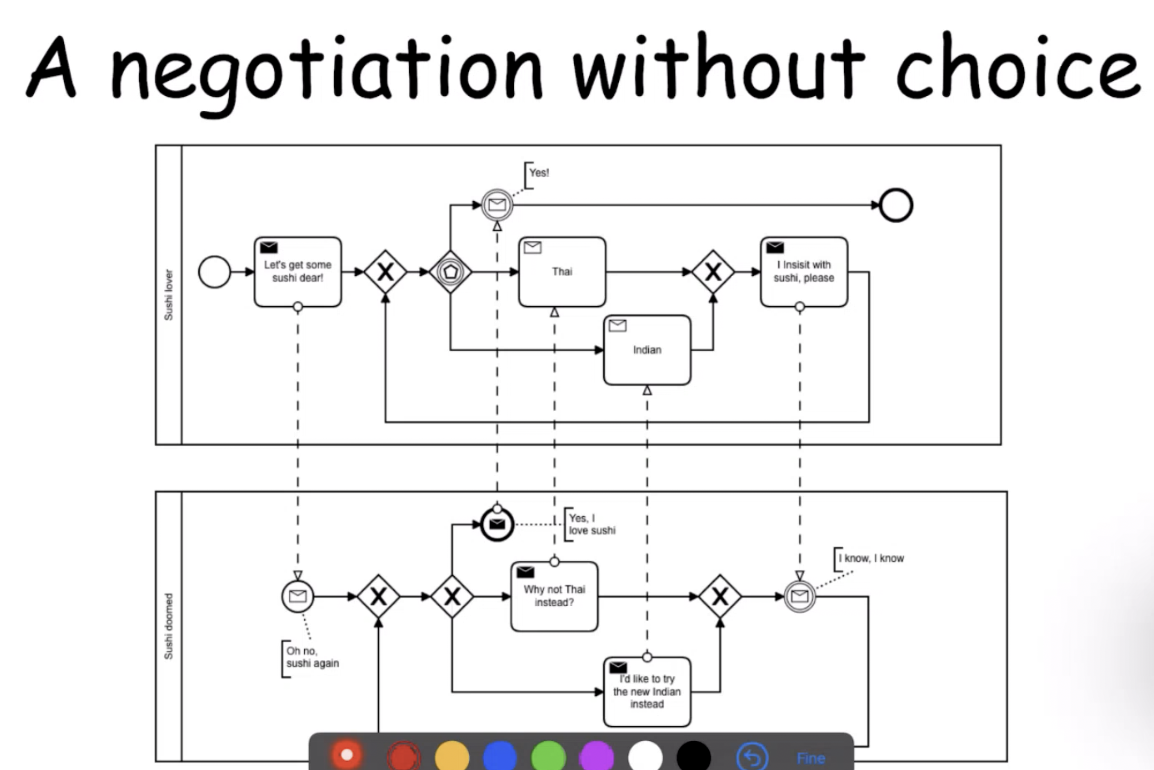 A negotiation without choice
Sushi lover
Yes!
Let's get some
sushi dear!
X
Thai
X
I Insisit with
sushi, please
Indian
Sushi doomed
Yes, I
love sushi
I know, I know
X
X
Why not Thai
instead?
X
Oh no,
sushi again
I'd like to try
the new Indian
instead
Fine